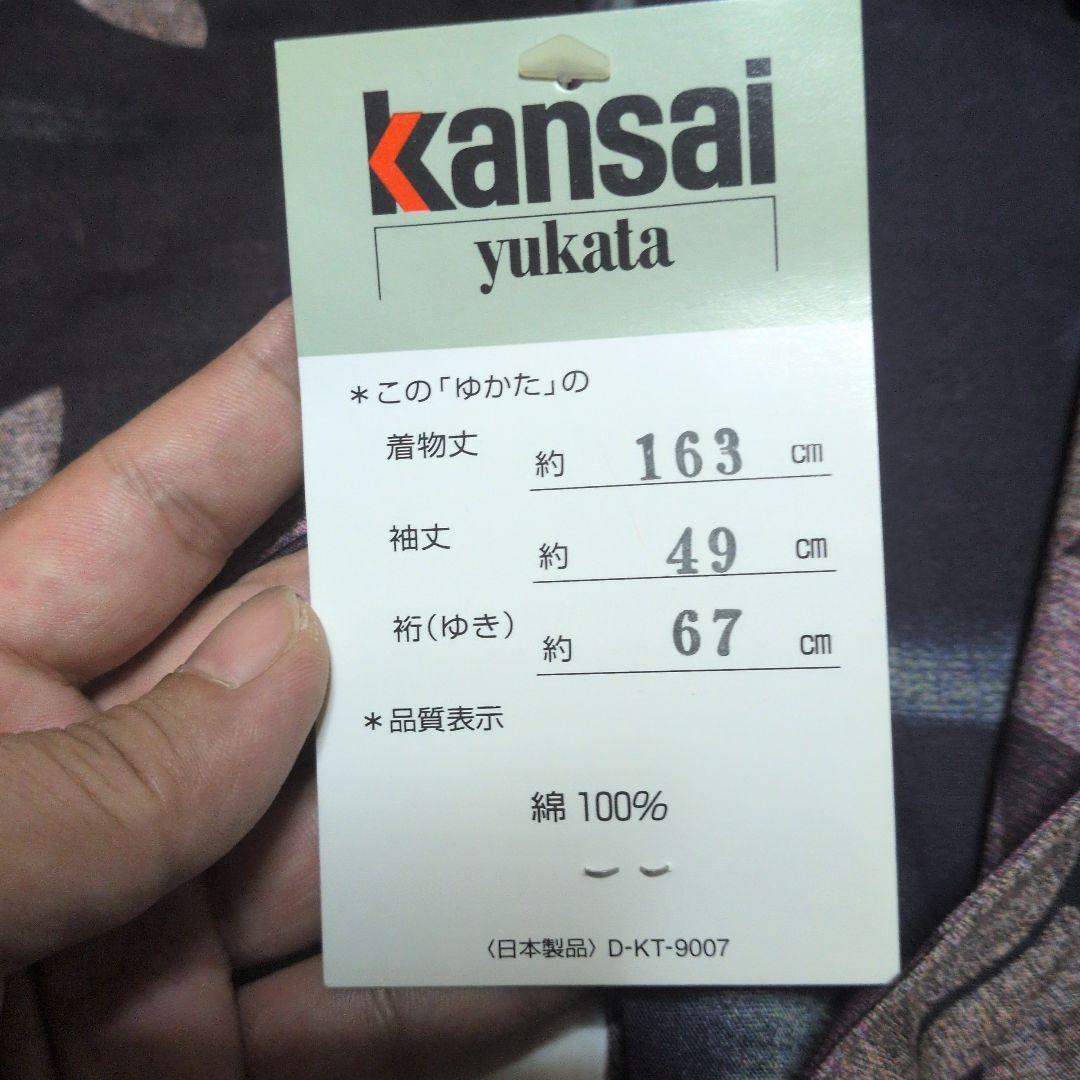 kansai
yukata
＊この「ゆかた」の
着物丈 約 163 cm
袖丈 約 49 cm
裄(ゆき) 約 67 cm
＊品質表示
綿 100%
〈日本製品〉 D-KT-9007